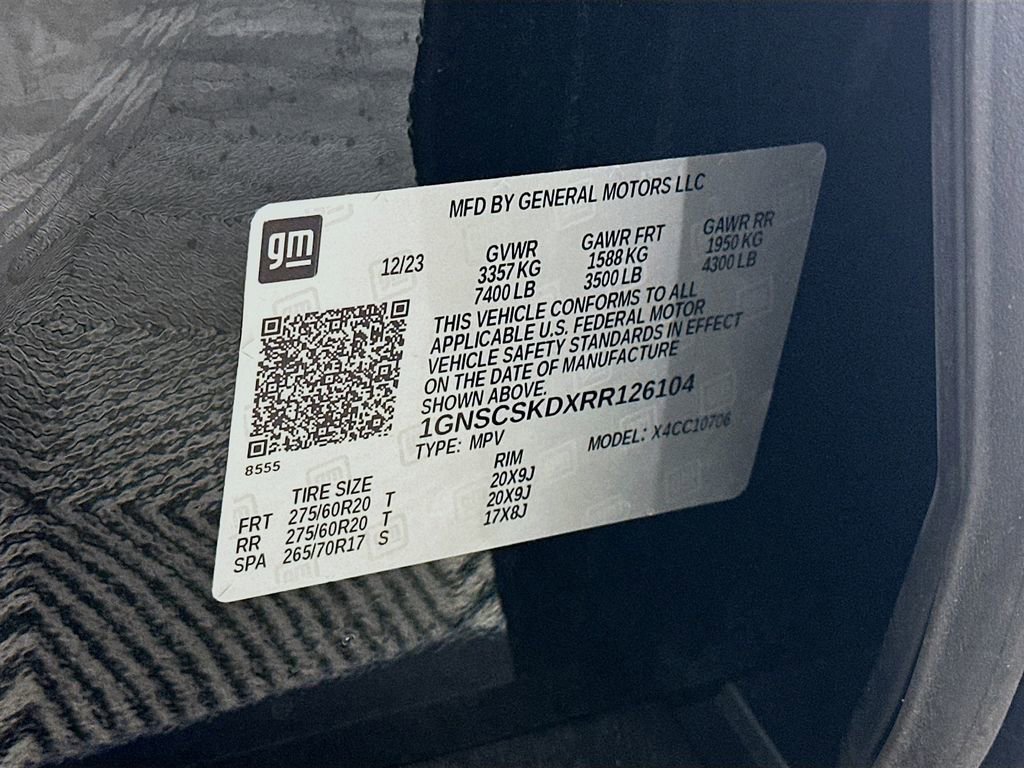 MFD BY GENERAL MOTORS LLC
gm
12/23
GVWR GAWR FRT GAWR RR
3357 KG 1588 KG 1950 KG
7400 LB 3500 LB 4300 LB
THIS VEHICLE CONFORMS TO ALL
APPLICABLE U.S. FEDERAL MOTOR
VEHICLE SAFETY STANDARDS IN EFFECT
ON THE DATE OF MANUFACTURE
SHOWN ABOVE.
1GNSCSKDXRR126104
TYPE: MPV MODEL: X4CC10706
8555
TIRE SIZE RIM
FRT 275/60R20 T 20X9J
RR 275/60R20 T 20X9J
SPA 265/70R17 S 17X8J